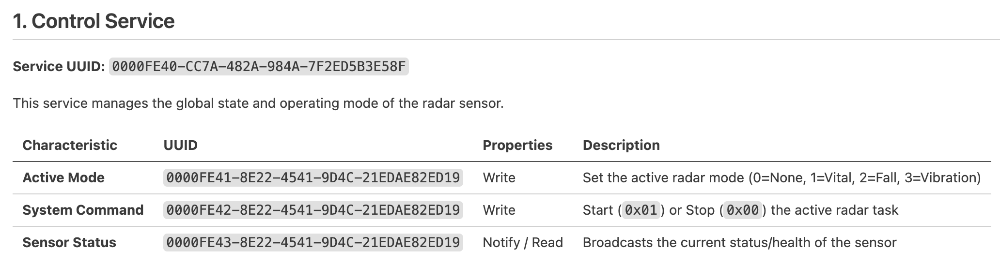 1. Control Service
Service UUID: 0000FE40-CC7A-482A-984A-7F2ED5B3E58F
This service manages the global state and operating mode of the radar sensor.
Characteristic UUID Properties Description
Active Mode 0000FE41-8E22-4541-9D4C-21EDAE82ED19 Write Set the active radar mode (0=None, 1=Vital, 2=Fall, 3=Vibration)
System Command 0000FE42-8E22-4541-9D4C-21EDAE82ED19 Write Start (0x01) or Stop (0x00) the active radar task
Sensor Status 0000FE43-8E22-4541-9D4C-21EDAE82ED19 Notify / Read Broadcasts the current status/health of the sensor